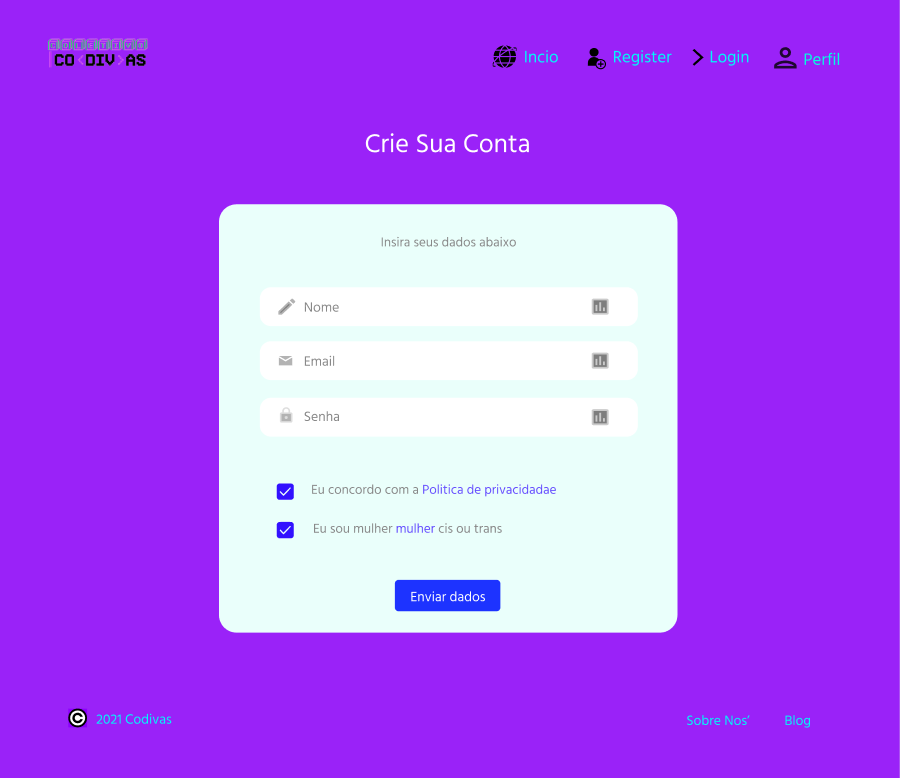 COLETIVO
CO<DIV>AS
Incio
Register
Login
Perfil
Crie Sua Conta
Insira seus dados abaixo
Nome
Email
Senha
Eu concordo com a Politica de privacidadae
Eu sou mulher mulher cis ou trans
Enviar dados
© 2021 Codivas
Sobre Nos’
Blog